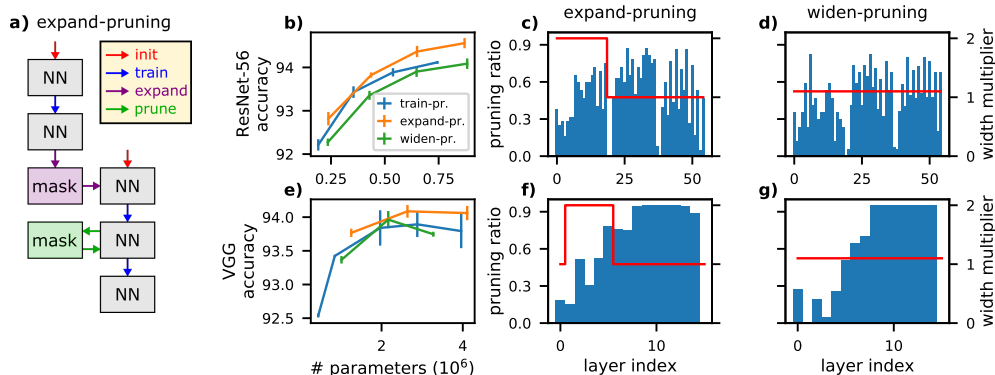 a) expand-pruning
init
train
expand
prune
NN
NN
mask
NN
mask
NN
NN
b)
ResNet-56
accuracy
94
93
92
0.25
0.50
0.75
train-pr.
expand-pr.
widen-pr.
expand-pruning
c)
pruning ratio
0.9
0.6
0.3
0.0
0
25
50
2
1
0
widen-pruning
d)
0
25
50
2
1
0
width multiplier
e)
VGG
accuracy
94.0
93.5
93.0
92.5
2
4
# parameters (10⁶)
f)
pruning ratio
0.9
0.6
0.3
0.0
0
10
layer index
2
1
0
g)
0
10
layer index
2
1
0
width multiplier